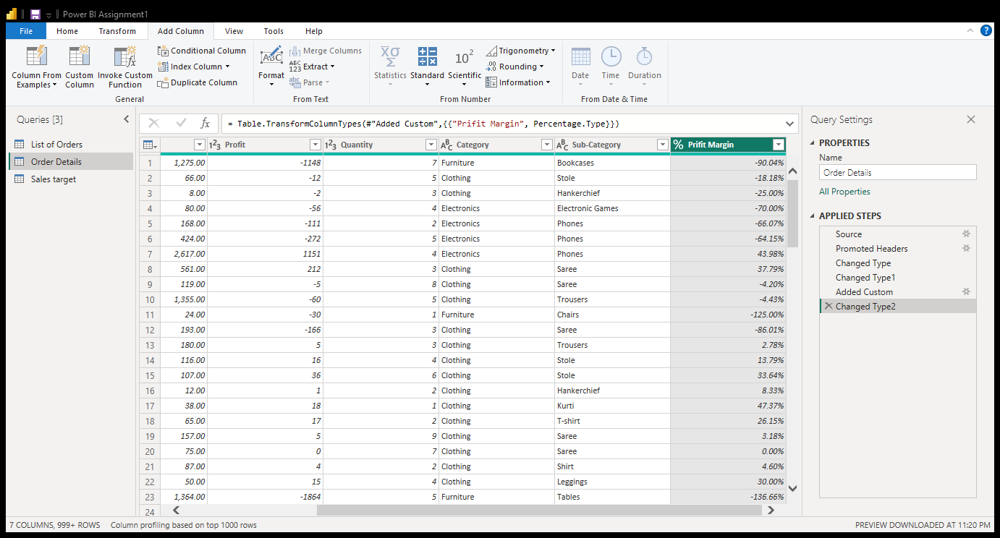 Power BI Assignment1
File Home Transform Add Column View Tools Help
Column From Examples
Custom Column
Invoke Custom Function
Conditional Column
Index Column
Duplicate Column
General
Format
Merge Columns
ABC 123 Extract
abc Parse
From Text
XΟ Σ Statistics
Standard
10² Scientific
Trigonometry
.00 →.0 Rounding
Information
From Number
Date
Time
Duration
From Date & Time
Queries [3]
List of Orders
Order Details
Sales target
fx = Table.TransformColumnTypes(#"Added Custom",{{"Prifit Margin", Percentage.Type}})
1²3 Profit 1²3 Quantity ABC Category ABC Sub-Category % Prifit Margin
1 1,275.00 -1148 7 Furniture Bookcases -90.04%
2 66.00 -12 5 Clothing Stole -18.18%
3 8.00 -2 3 Clothing Hankerchief -25.00%
4 80.00 -56 4 Electronics Electronic Games -70.00%
5 168.00 -111 2 Electronics Phones -66.07%
6 424.00 -272 5 Electronics Phones -64.15%
7 2,617.00 1151 4 Electronics Phones 43.98%
8 561.00 212 3 Clothing Saree 37.79%
9 119.00 -5 8 Clothing Saree -4.20%
10 1,355.00 -60 5 Clothing Trousers -4.43%
11 24.00 -30 1 Furniture Chairs -125.00%
12 193.00 -166 3 Clothing Saree -86.01%
13 180.00 5 3 Clothing Trousers 2.78%
14 116.00 16 4 Clothing Stole 13.79%
15 107.00 36 6 Clothing Stole 33.64%
16 12.00 1 2 Clothing Hankerchief 8.33%
17 38.00 18 1 Clothing Kurti 47.37%
18 65.00 17 2 Clothing T-shirt 26.15%
19 157.00 5 9 Clothing Saree 3.18%
20 75.00 0 7 Clothing Saree 0.00%
21 87.00 4 2 Clothing Shirt 4.60%
22 50.00 15 4 Clothing Leggings 30.00%
23 1,364.00 -1864 5 Furniture Tables -136.66%
24
Query Settings
PROPERTIES
Name
Order Details
All Properties
APPLIED STEPS
Source
Promoted Headers
Changed Type
Changed Type1
Added Custom
Changed Type2
7 COLUMNS, 999+ ROWS Column profiling based on top 1000 rows
PREVIEW DOWNLOADED AT 11:20 PM